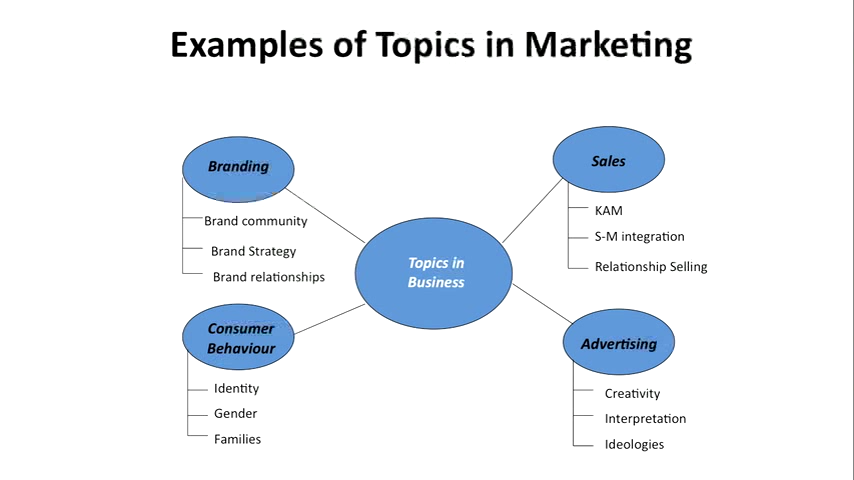 Examples of Topics in Marketing
Branding
Brand community
Brand Strategy
Brand relationships
Sales
KAM
S-M integration
Relationship Selling
Topics in
Business
Consumer
Behaviour
Identity
Gender
Families
Advertising
Creativity
Interpretation
Ideologies